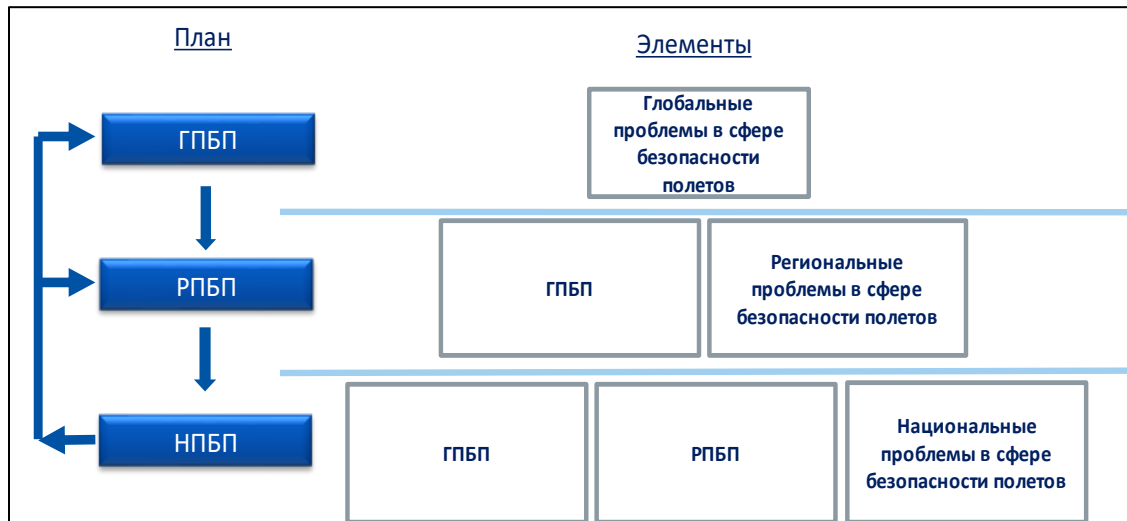 План
Элементы
ГПБП
Глобальные
проблемы в сфере
безопасности
полетов
РПБП
ГПБП
Региональные
проблемы в сфере
безопасности полетов
НПБП
ГПБП
РПБП
Национальные
проблемы в сфере
безопасности полетов